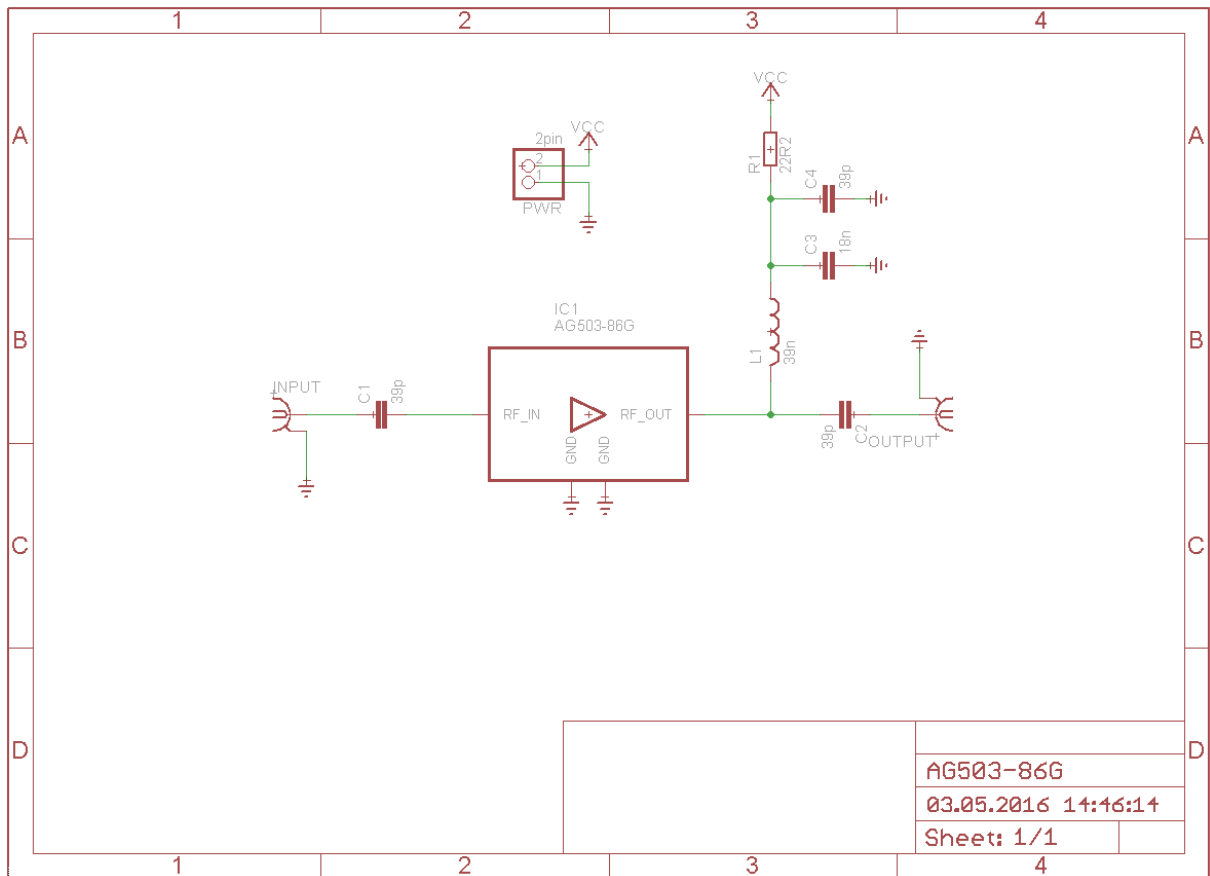 1 2 3 4
VCC
A A
2pin
VCC
2
1
PWR
R1
22R2
C4
39p
C3
18n
IC1
AG503-86G
B B
L1
39n
INPUT
C1
39p
RF_IN
RF_OUT
GND
GND
39p
C2
OUTPUT
C C
D D
AG503-86G
03.05.2016 14:46:14
Sheet: 1/1
1 2 3 4